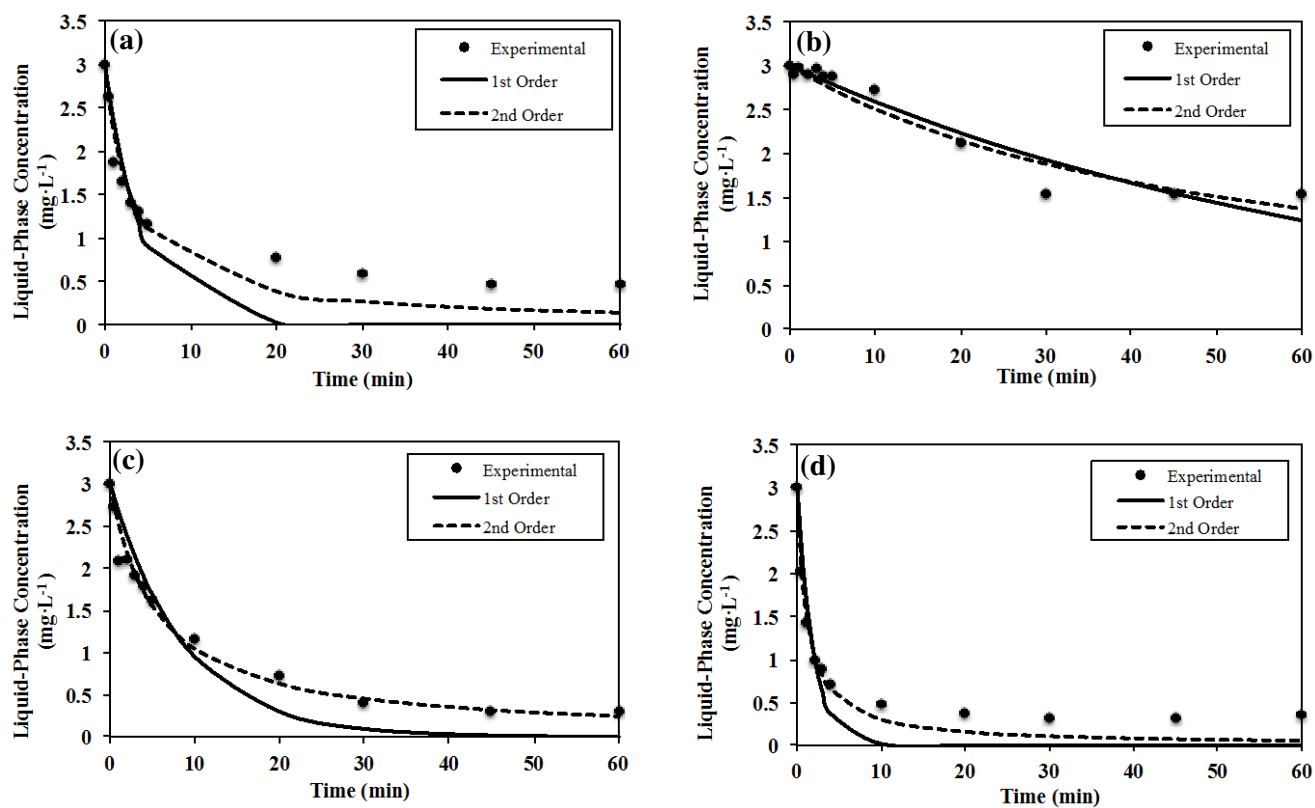 (a)
Experimental
1st Order
2nd Order
Liquid-Phase Concentration
(mg·L⁻¹)
3.5
3
2.5
2
1.5
1
0.5
0
0 10 20 30 40 50 60
Time (min)
(b)
Experimental
1st Order
2nd Order
Liquid-Phase Concentration
(mg·L⁻¹)
3.5
3
2.5
2
1.5
1
0.5
0
0 10 20 30 40 50 60
Time (min)
(c)
Experimental
1st Order
2nd Order
Liquid-Phase Concentration
(mg·L⁻¹)
3.5
3
2.5
2
1.5
1
0.5
0
0 10 20 30 40 50 60
Time (min)
(d)
Experimental
1st Order
2nd Order
Liquid-Phase Concentration
(mg·L⁻¹)
3.5
3
2.5
2
1.5
1
0.5
0
0 10 20 30 40 50 60
Time (min)